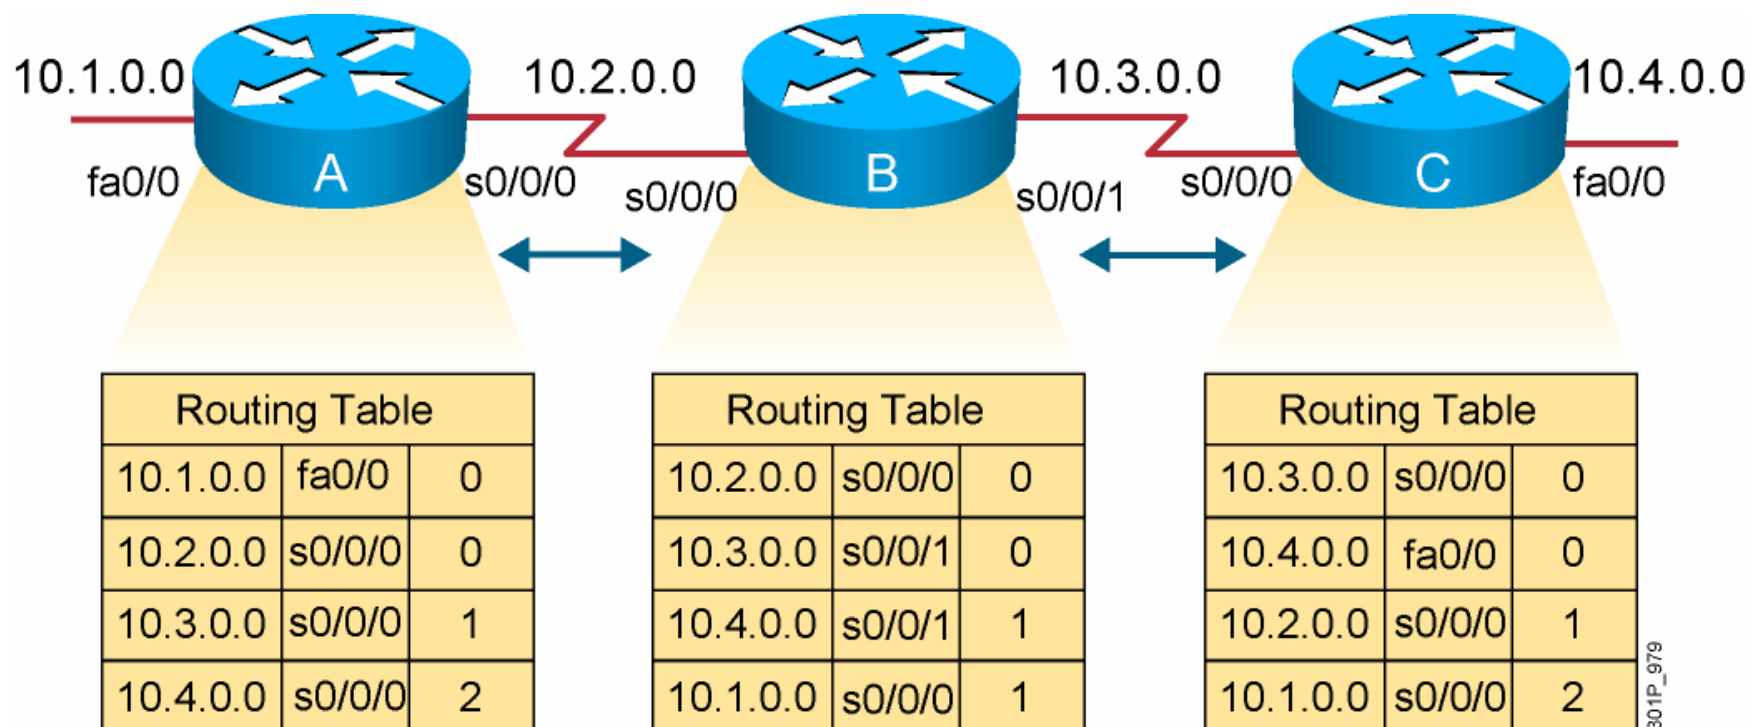 10.1.0.0 10.2.0.0 10.3.0.0 10.4.0.0
A B C
fa0/0 s0/0/0 s0/0/0 s0/0/1 s0/0/0 fa0/0
Routing Table
10.1.0.0 fa0/0 0
10.2.0.0 s0/0/0 0
10.3.0.0 s0/0/0 1
10.4.0.0 s0/0/0 2
Routing Table
10.2.0.0 s0/0/0 0
10.3.0.0 s0/0/1 0
10.4.0.0 s0/0/1 1
10.1.0.0 s0/0/0 1
Routing Table
10.3.0.0 s0/0/0 0
10.4.0.0 fa0/0 0
10.2.0.0 s0/0/0 1
10.1.0.0 s0/0/0 2